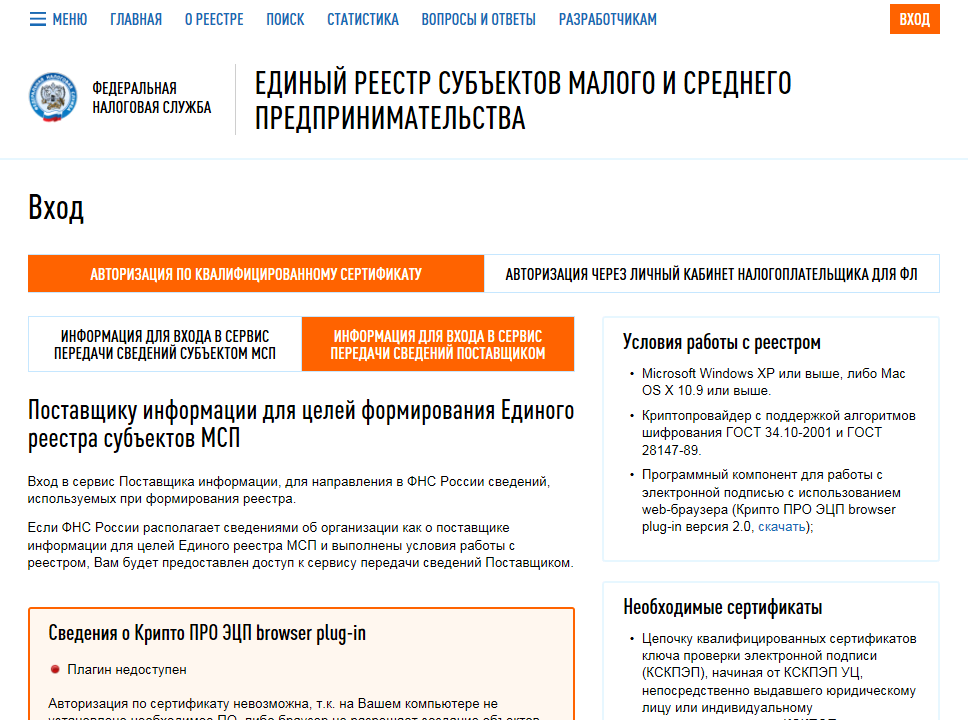 МЕНЮ ГЛАВНАЯ О РЕЕСТРЕ ПОИСК СТАТИСТИКА ВОПРОСЫ И ОТВЕТЫ РАЗРАБОТЧИКАМ ВХОД
ФЕДЕРАЛЬНАЯ
НАЛОГОВАЯ СЛУЖБА
ЕДИНЫЙ РЕЕСТР СУБЪЕКТОВ МАЛОГО И СРЕДНЕГО
ПРЕДПРИНИМАТЕЛЬСТВА
Вход
АВТОРИЗАЦИЯ ПО КВАЛИФИЦИРОВАННОМУ СЕРТИФИКАТУ
АВТОРИЗАЦИЯ ЧЕРЕЗ ЛИЧНЫЙ КАБИНЕТ НАЛОГОПЛАТЕЛЬЩИКА ДЛЯ ФЛ
ИНФОРМАЦИЯ ДЛЯ ВХОДА В СЕРВИС
ПЕРЕДАЧИ СВЕДЕНИЙ СУБЪЕКТОМ МСП
ИНФОРМАЦИЯ ДЛЯ ВХОДА В СЕРВИС
ПЕРЕДАЧИ СВЕДЕНИЙ ПОСТАВЩИКОМ
Поставщику информации для целей формирования Единого
реестра субъектов МСП
Вход в сервис Поставщика информации, для направления в ФНС России сведений,
используемых при формирования реестра.
Если ФНС России располагает сведениями об организации как о поставщике
информации для целей Единого реестра МСП и выполнены условия работы с
реестром, Вам будет предоставлен доступ к сервису передачи сведений Поставщиком.
Сведения о Крипто ПРО ЭЦП browser plug-in
Плагин недоступен
Авторизация по сертификату невозможна, т.к. на Вашем компьютере не
установлено необходимое ПО, либо браузер не разрешает создание объектов
Условия работы с реестром
• Microsoft Windows XP или выше, либо Mac
OS X 10.9 или выше.
• Криптопровайдер с поддержкой алгоритмов
шифрования ГОСТ 34.10-2001 и ГОСТ
28147-89.
• Программный компонент для работы с
электронной подписью с использованием
web-браузера (Крипто ПРО ЭЦП browser
plug-in версия 2.0, скачать);
Необходимые сертификаты
• Цепочку квалифицированных сертификатов
ключа проверки электронной подписи
(КСКПЭП), начиная от КСКПЭП УЦ,
непосредственно выдавшего юридическому
лицу или индивидуальному